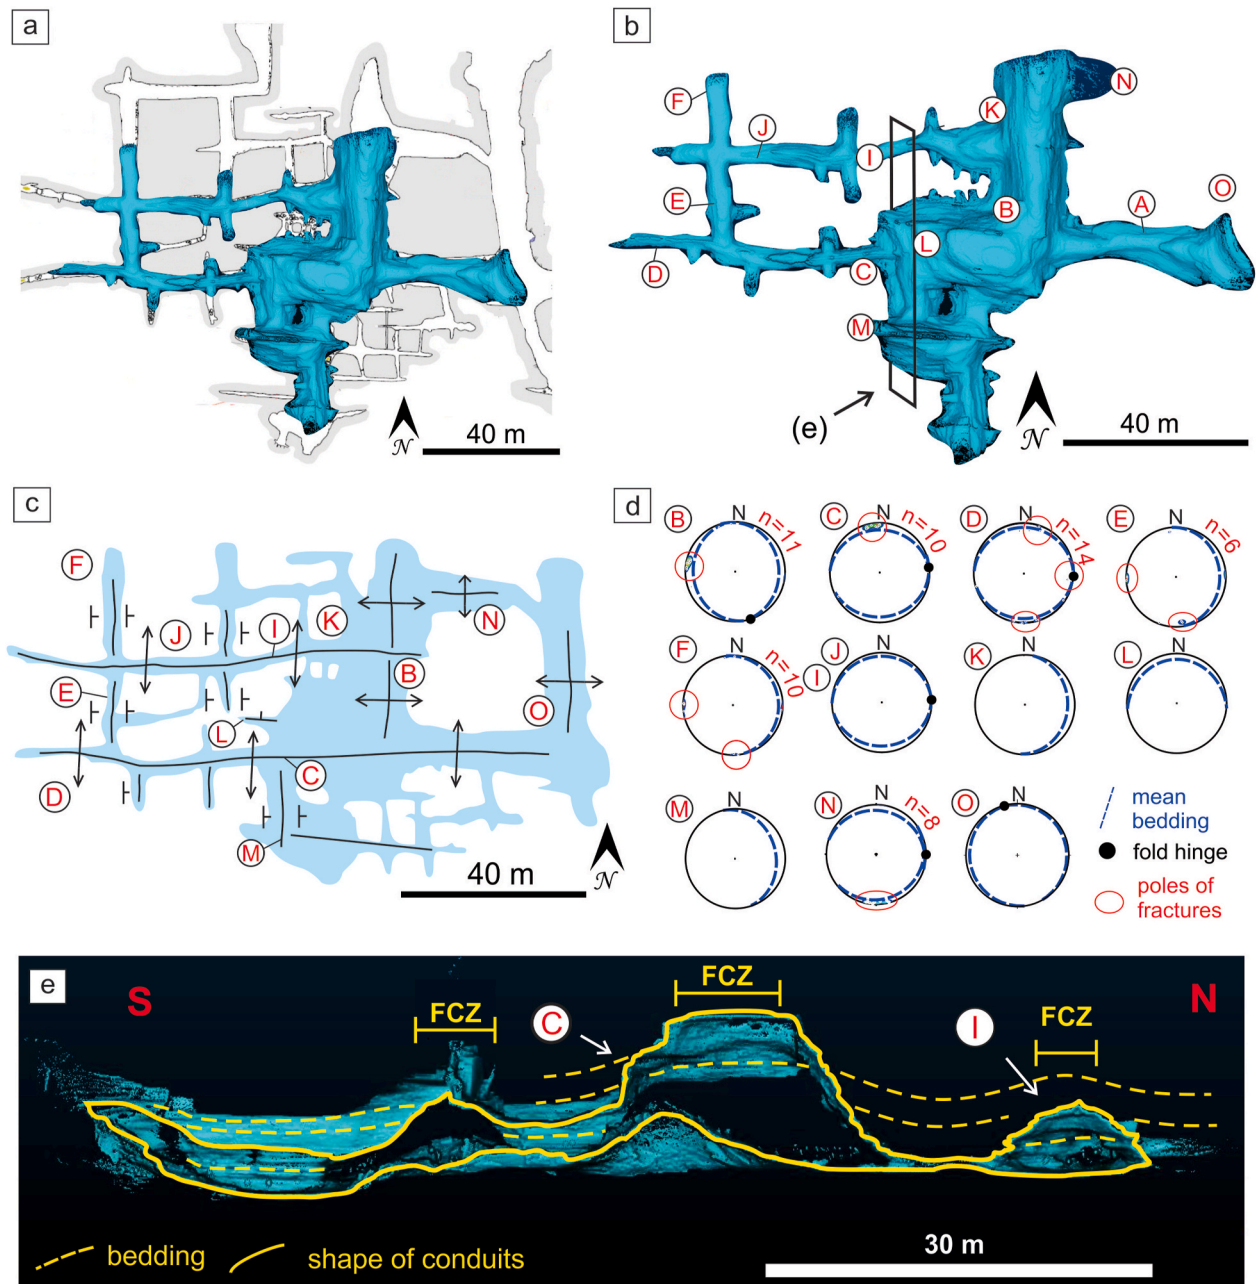 a
N
40 m
b
F
J
I
K
N
E
B
A
O
D
C
L
M
(e)
N
40 m
c
F
J
I
K
N
E
B
O
L
D
C
M
N
40 m
d
B
N
n=11
C
N
n=10
D
N
n=14
E
N
n=6
F
N
n=10
I
J
N
K
N
L
N
M
N
N
N
n=8
O
N
mean
bedding
fold hinge
poles of
fractures
e
S
FCZ
C
FCZ
I
FCZ
N
bedding
shape of conduits
30 m